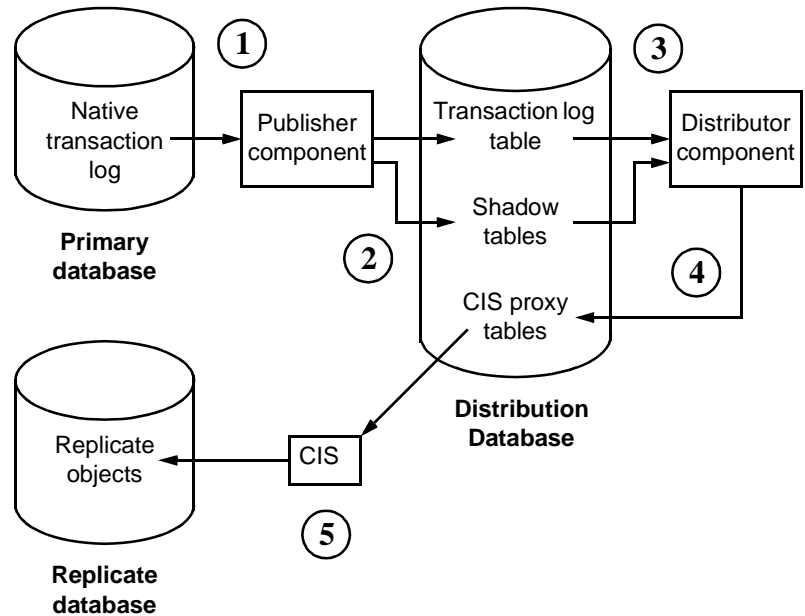 1
3
Native
transaction
log
Publisher
component
Transaction log
table
Distributor
component
Primary
database
2
Shadow
tables
4
CIS proxy
tables
Distribution
Database
Replicate
objects
CIS
5
Replicate
database